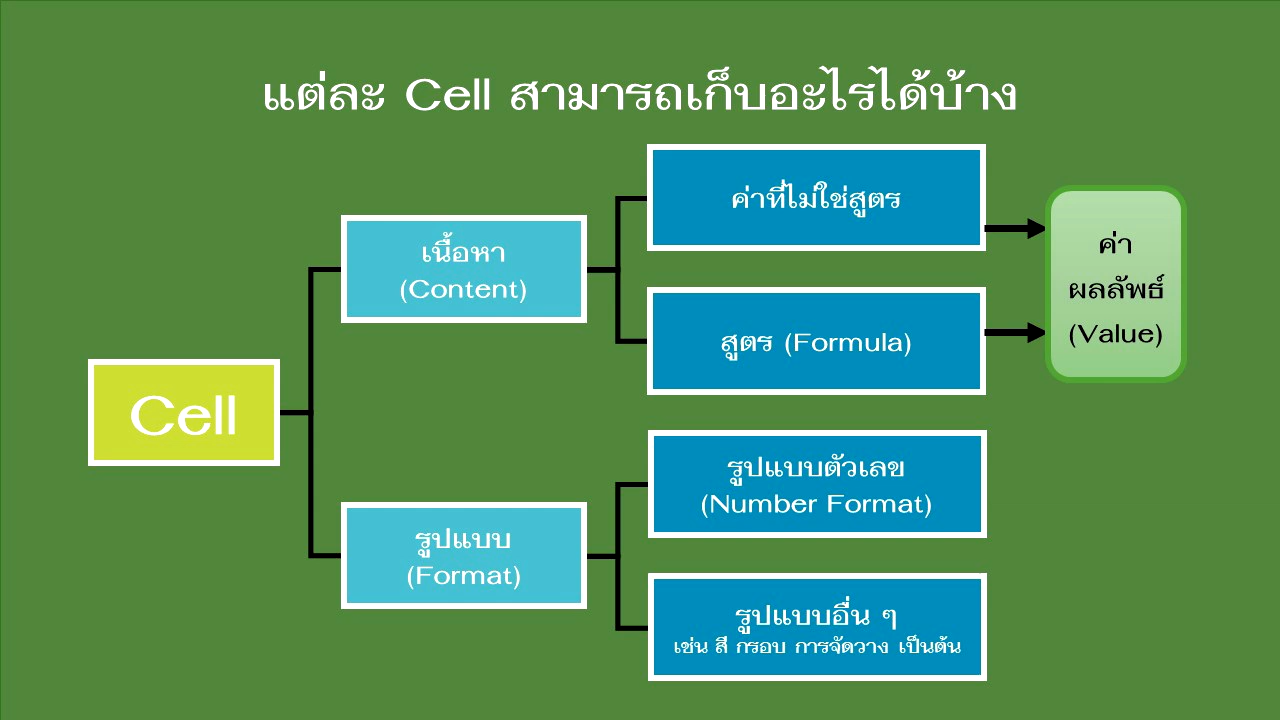 แต่ละ Cell สามารถเก็บอะไรได้บ้าง
ค่าที่ไม่ใช่สูตร
เนื้อหา
(Content)
ค่า
ผลลัพธ์
(Value)
สูตร (Formula)
Cell
รูปแบบตัวเลข
(Number Format)
รูปแบบ
(Format)
รูปแบบอื่น ๆ
เช่น สี กรอบ การจัดวาง เป็นต้น